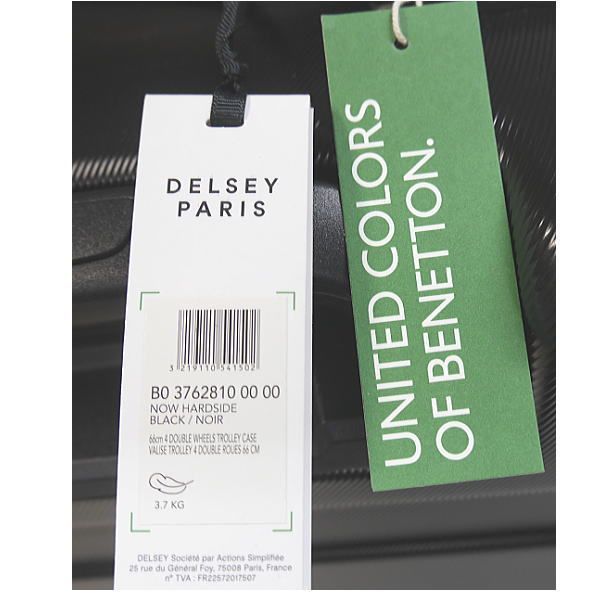 DELSEY
PARIS
3 219110 541502
B0 3762810 00 00
NOW HARDSIDE
BLACK / NOIR
66cm 4 DOUBLE WHEELS TROLLEY CASE
VALISE TROLLEY 4 DOUBLE ROUES 66 CM
3.7 KG
DELSEY Société par Actions Simplifiée
25 rue du Général Foy, 75008 Paris, France
n° TVA : FR22572017507
UNITED COLORS
OF BENETTON.